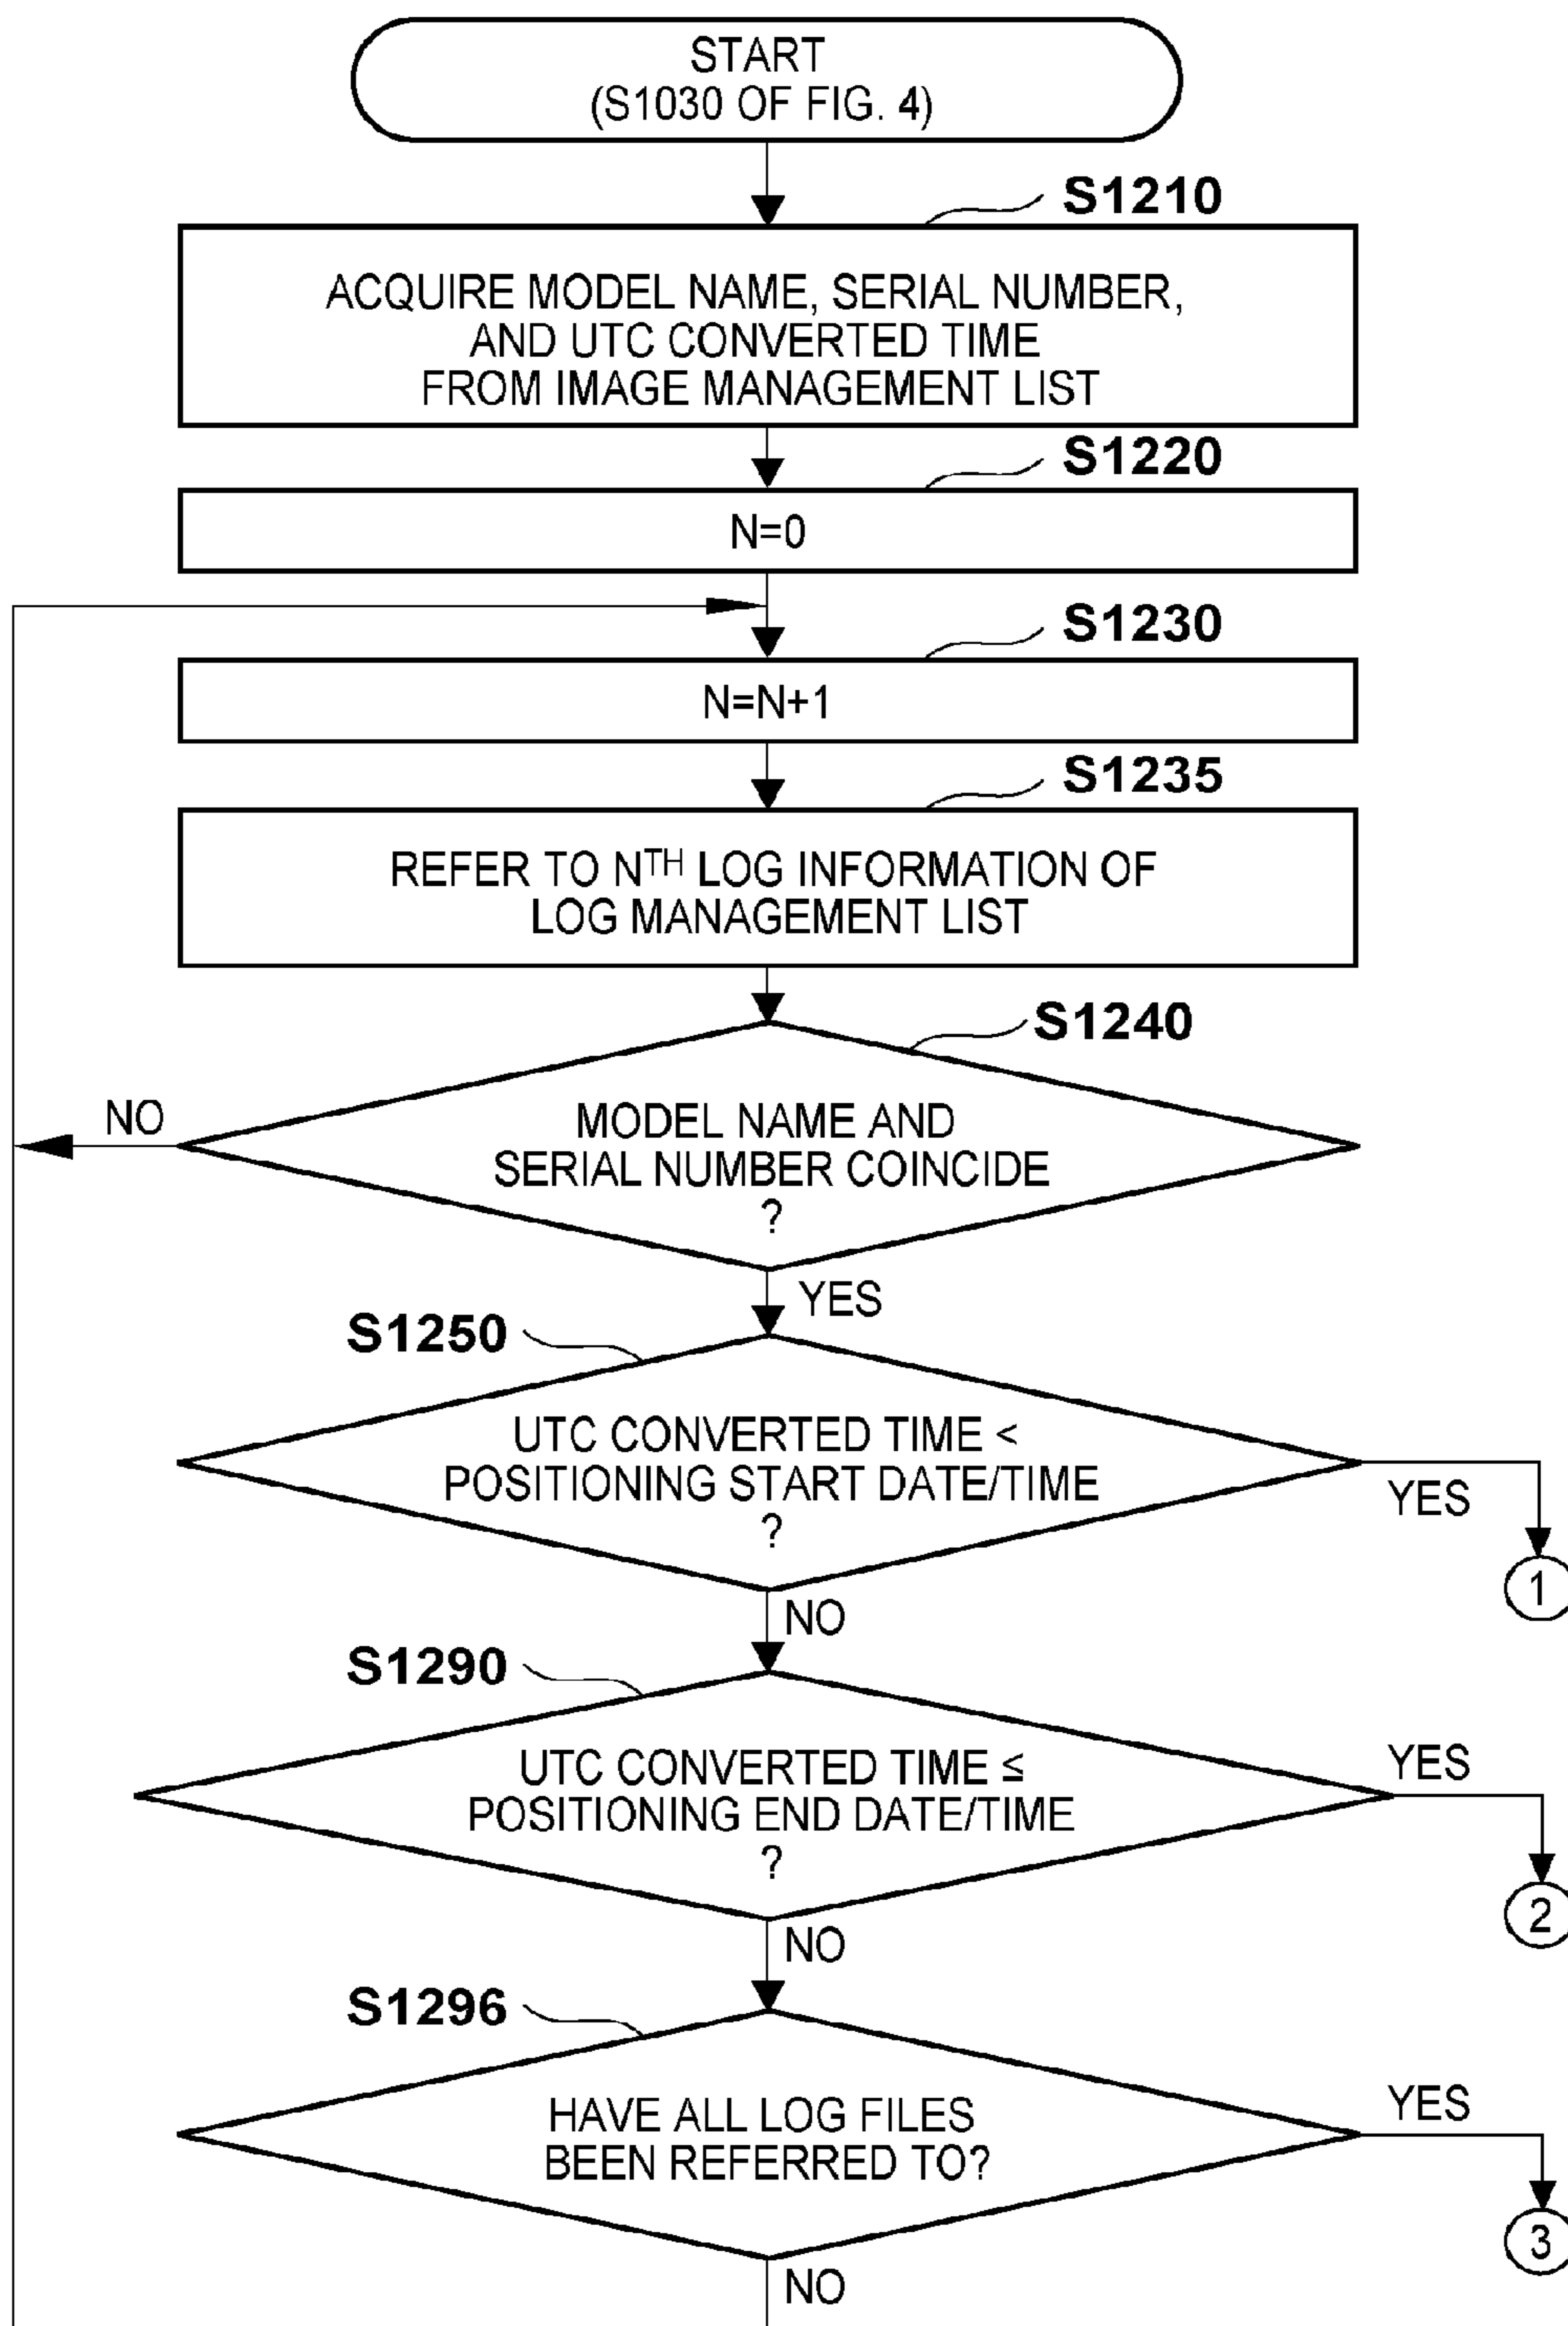 START
(S1030 OF FIG. 4)
S1210
ACQUIRE MODEL NAME, SERIAL NUMBER,
AND UTC CONVERTED TIME
FROM IMAGE MANAGEMENT LIST
S1220
N=0
S1230
N=N+1
S1235
REFER TO NTH LOG INFORMATION OF
LOG MANAGEMENT LIST
S1240
NO
MODEL NAME AND
SERIAL NUMBER COINCIDE
?
YES
S1250
UTC CONVERTED TIME <
POSITIONING START DATE/TIME
?
YES
1
NO
S1290
UTC CONVERTED TIME ≤
POSITIONING END DATE/TIME
?
YES
2
NO
S1296
HAVE ALL LOG FILES
BEEN REFERRED TO?
YES
3
NO